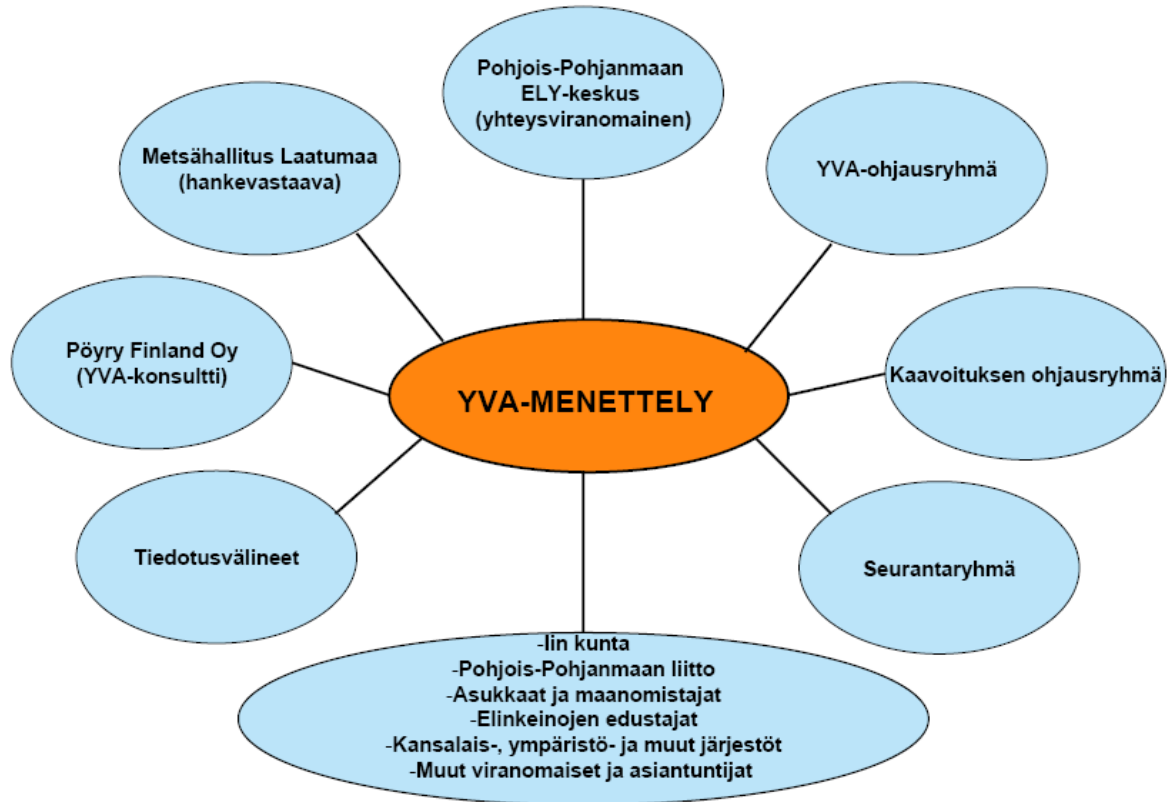 Pohjois-Pohjanmaan
ELY-keskus
(yhteysviranomainen)
Metsähallitus Laatumaa
(hankevastaava)
YVA-ohjausryhmä
Pöyry Finland Oy
(YVA-konsultti)
Kaavoituksen ohjausryhmä
YVA-MENETTELY
Tiedotusvälineet
Seurantaryhmä
-Iin kunta
-Pohjois-Pohjanmaan liitto
-Asukkaat ja maanomistajat
-Elinkeinojen edustajat
-Kansalais-, ympäristö- ja muut järjestöt
-Muut viranomaiset ja asiantuntijat